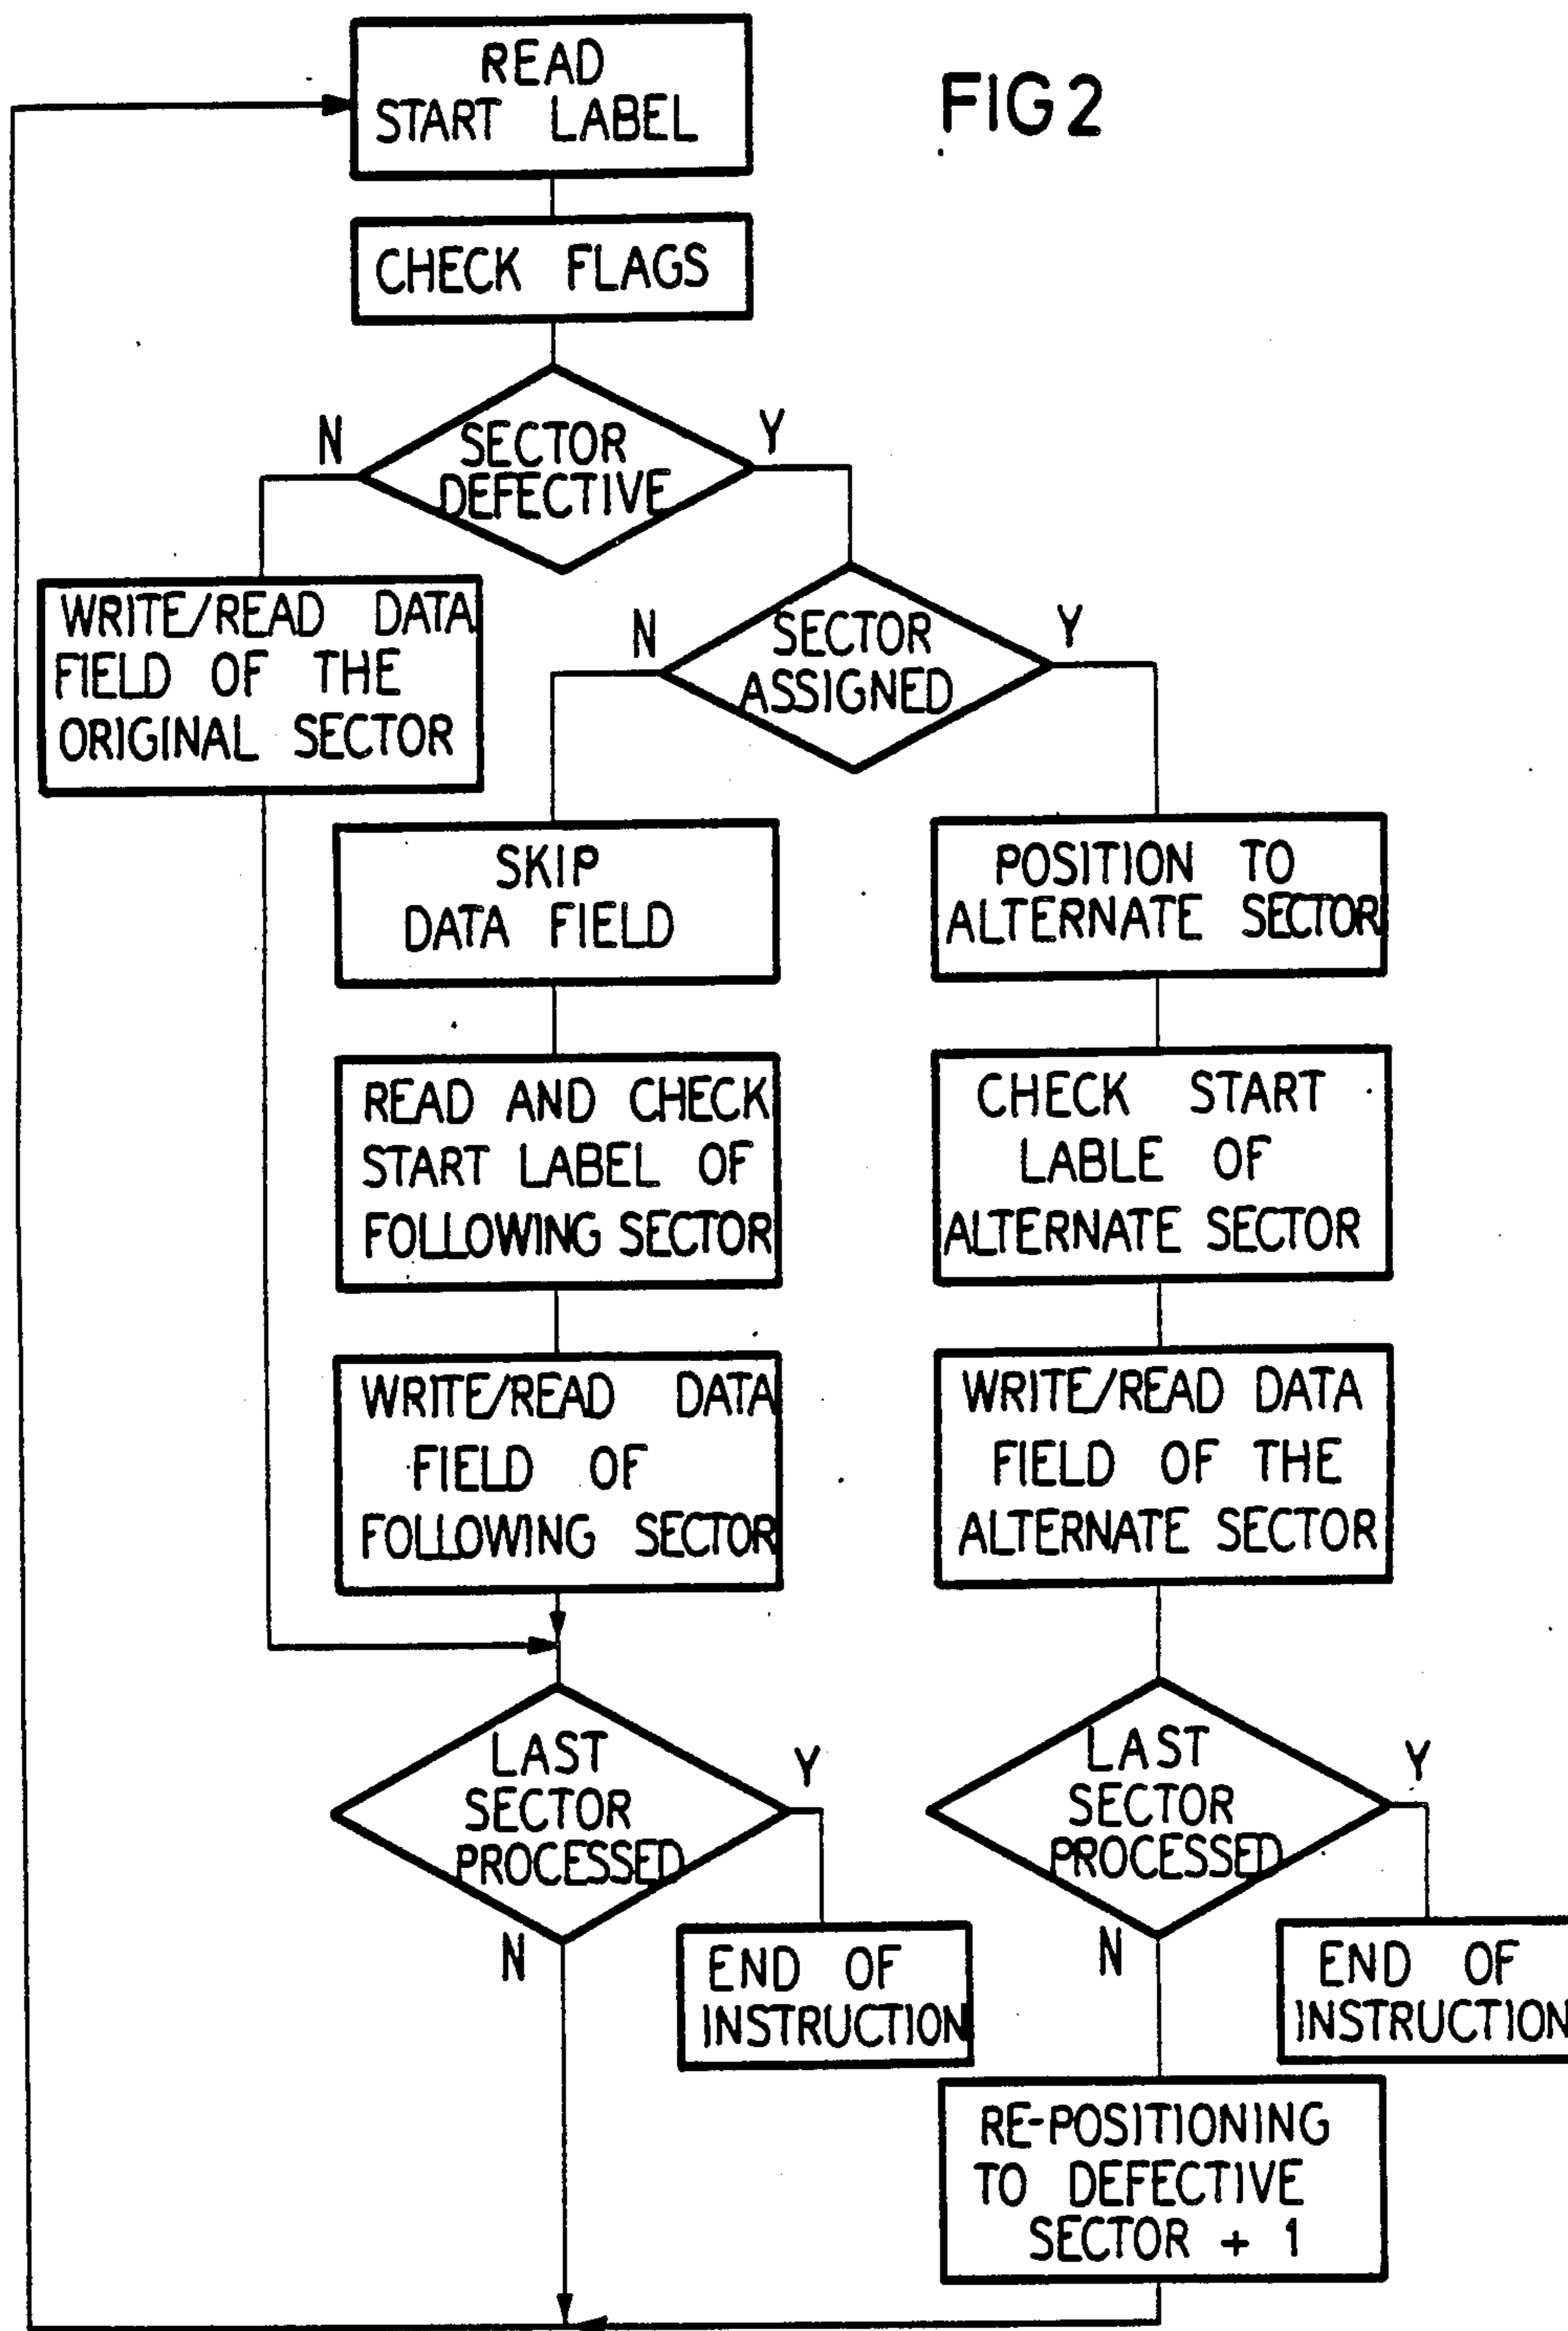 READ
START LABEL
FIG 2
CHECK FLAGS
N
SECTOR
DEFECTIVE
Y
WRITE/READ DATA
FIELD OF THE
ORIGINAL SECTOR
N
SECTOR
ASSIGNED
Y
SKIP
DATA FIELD
POSITION TO
ALTERNATE SECTOR
READ AND CHECK
START LABEL OF
FOLLOWING SECTOR
CHECK START
LABLE OF
ALTERNATE SECTOR
WRITE/READ DATA
FIELD OF
FOLLOWING SECTOR
WRITE/READ DATA
FIELD OF THE
ALTERNATE SECTOR
LAST
SECTOR
PROCESSED
Y
N
END OF
INSTRUCTION
LAST
SECTOR
PROCESSED
Y
N
END OF
INSTRUCTION
RE-POSITIONING
TO DEFECTIVE
SECTOR + 1